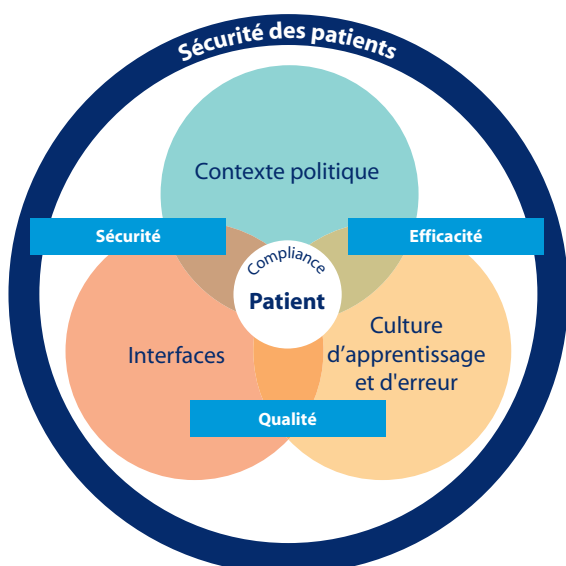 Sécurité des patients
Contexte politique
Sécurité
Efficacité
Compliance
Patient
Interfaces
Culture
d’apprentissage
et d'erreur
Qualité